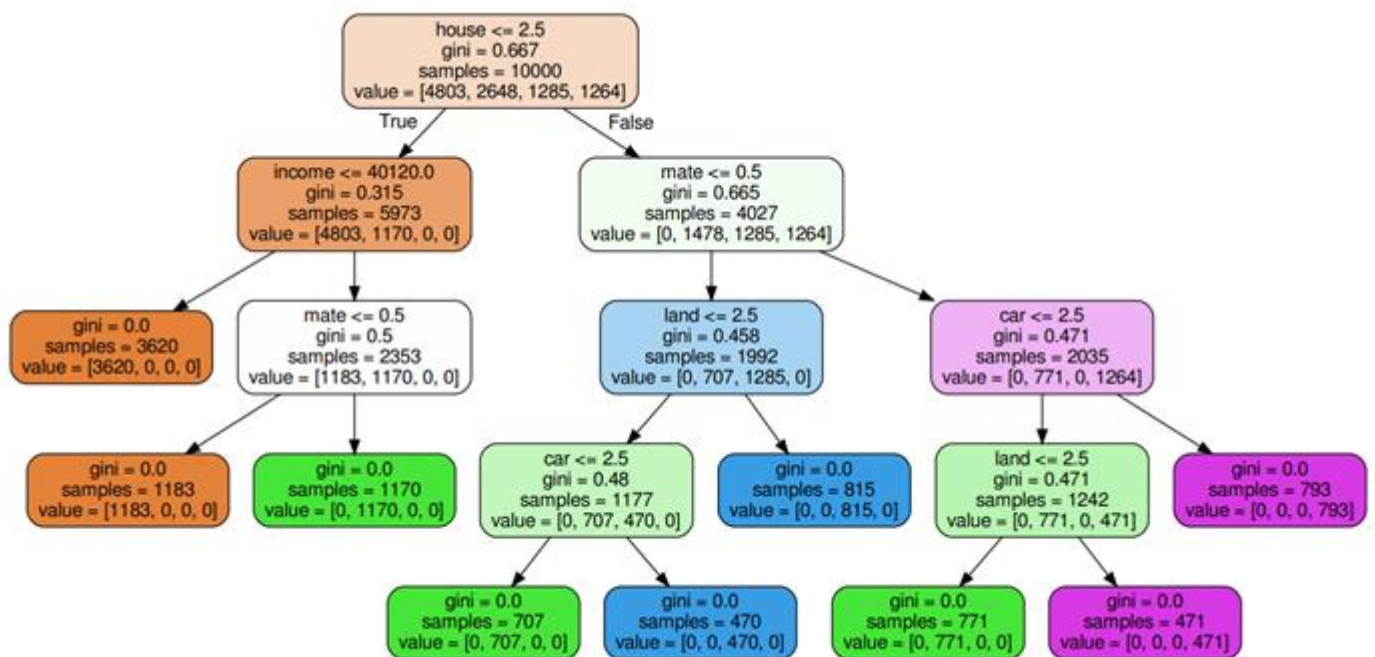 house <= 2.5
gini = 0.667
samples = 10000
value = [4803, 2648, 1285, 1264]
True
False
income <= 40120.0
gini = 0.315
samples = 5973
value = [4803, 1170, 0, 0]
mate <= 0.5
gini = 0.665
samples = 4027
value = [0, 1478, 1285, 1264]
gini = 0.0
samples = 3620
value = [3620, 0, 0, 0]
mate <= 0.5
gini = 0.5
samples = 2353
value = [1183, 1170, 0, 0]
land <= 2.5
gini = 0.458
samples = 1992
value = [0, 707, 1285, 0]
car <= 2.5
gini = 0.471
samples = 2035
value = [0, 771, 0, 1264]
gini = 0.0
samples = 1183
value = [1183, 0, 0, 0]
gini = 0.0
samples = 1170
value = [0, 1170, 0, 0]
car <= 2.5
gini = 0.48
samples = 1177
value = [0, 707, 470, 0]
gini = 0.0
samples = 815
value = [0, 0, 815, 0]
land <= 2.5
gini = 0.471
samples = 1242
value = [0, 771, 0, 471]
gini = 0.0
samples = 793
value = [0, 0, 0, 793]
gini = 0.0
samples = 707
value = [0, 707, 0, 0]
gini = 0.0
samples = 470
value = [0, 0, 470, 0]
gini = 0.0
samples = 771
value = [0, 771, 0, 0]
gini = 0.0
samples = 471
value = [0, 0, 0, 471]